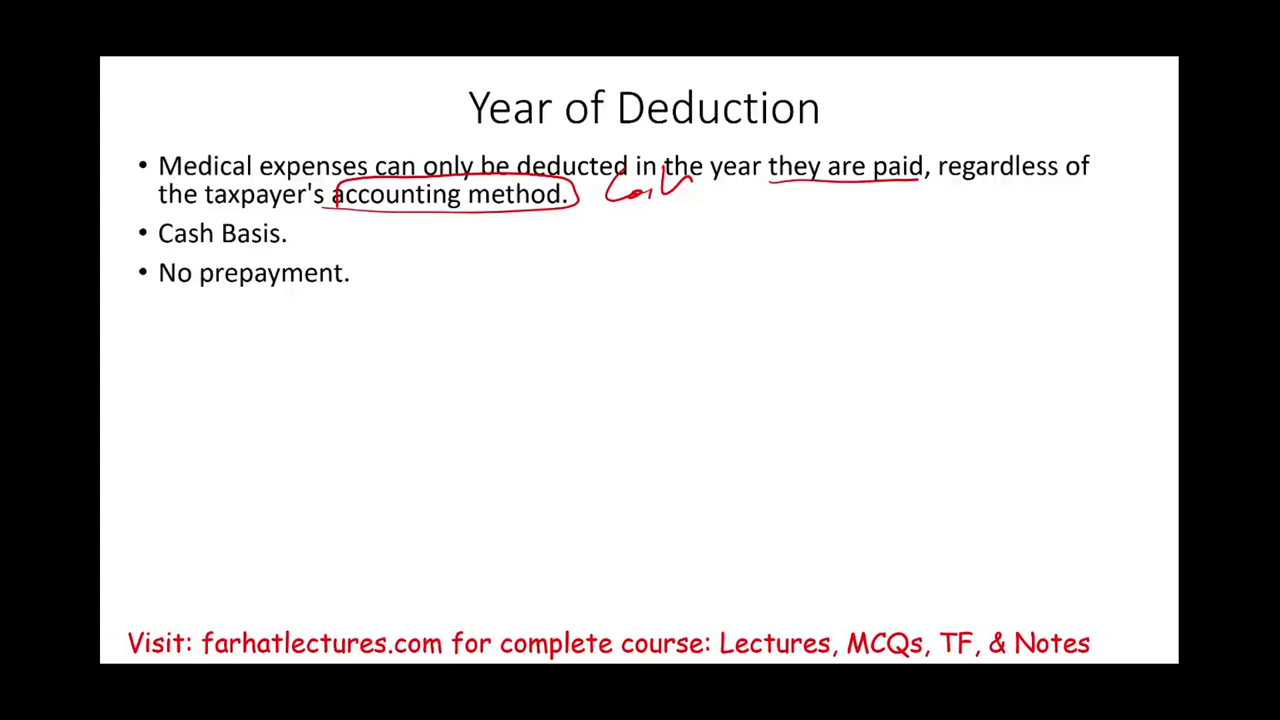 Year of Deduction
• Medical expenses can only be deducted in the year they are paid, regardless of
the taxpayer's accounting method. Cash
• Cash Basis.
• No prepayment.
Visit: farhatlectures.com for complete course: Lectures, MCQs, TF, & Notes